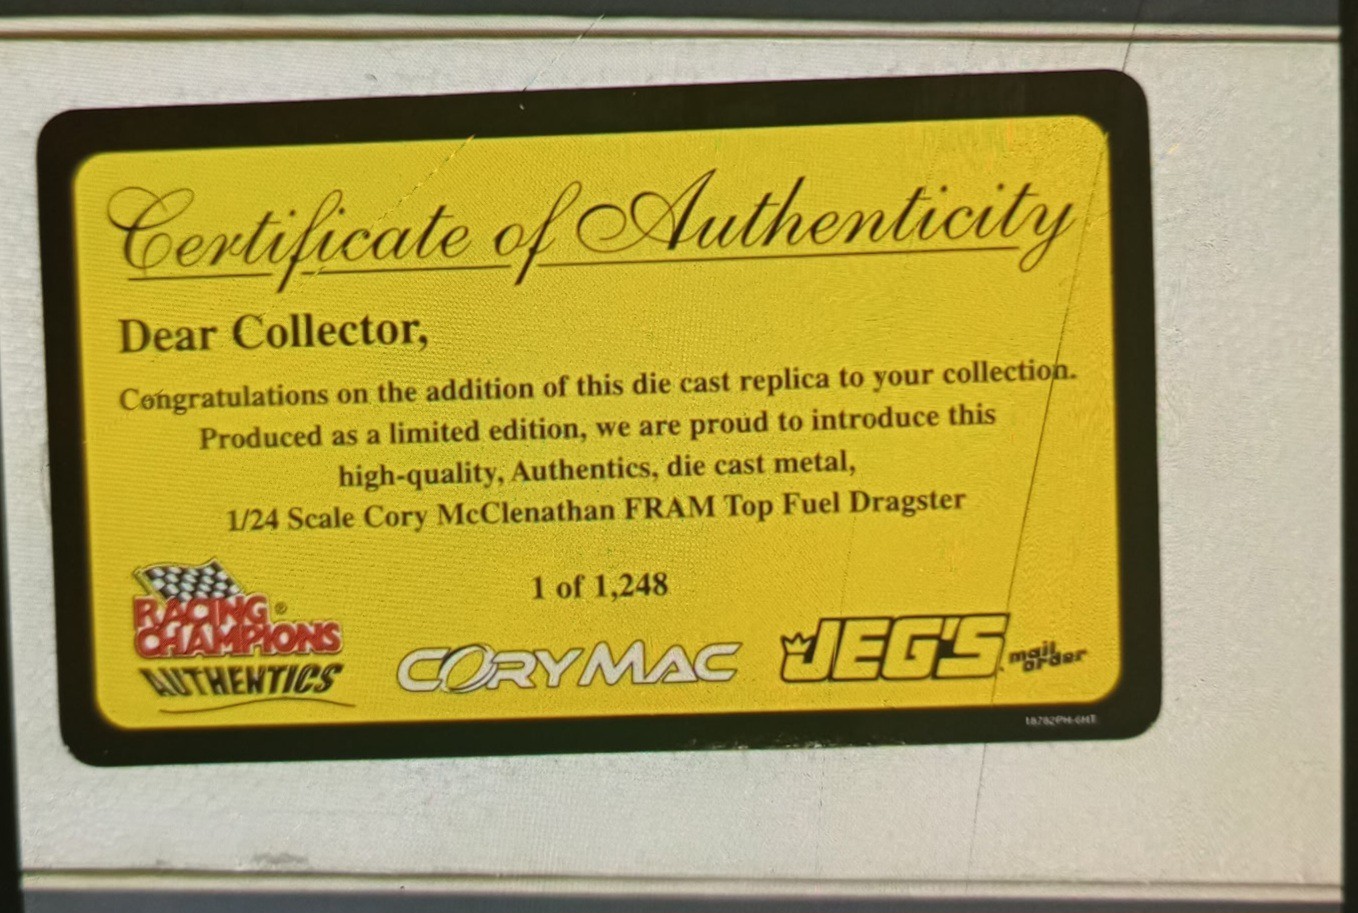 Certificate of Authenticity
Dear Collector,
Congratulations on the addition of this die cast replica to your collection.
Produced as a limited edition, we are proud to introduce this
high-quality, Authentics, die cast metal,
1/24 Scale Cory McClenathan FRAM Top Fuel Dragster
1 of 1,248
RACING
CHAMPIONS®
AUTHENTICS
CORY MAC
JEG'S
mail
order